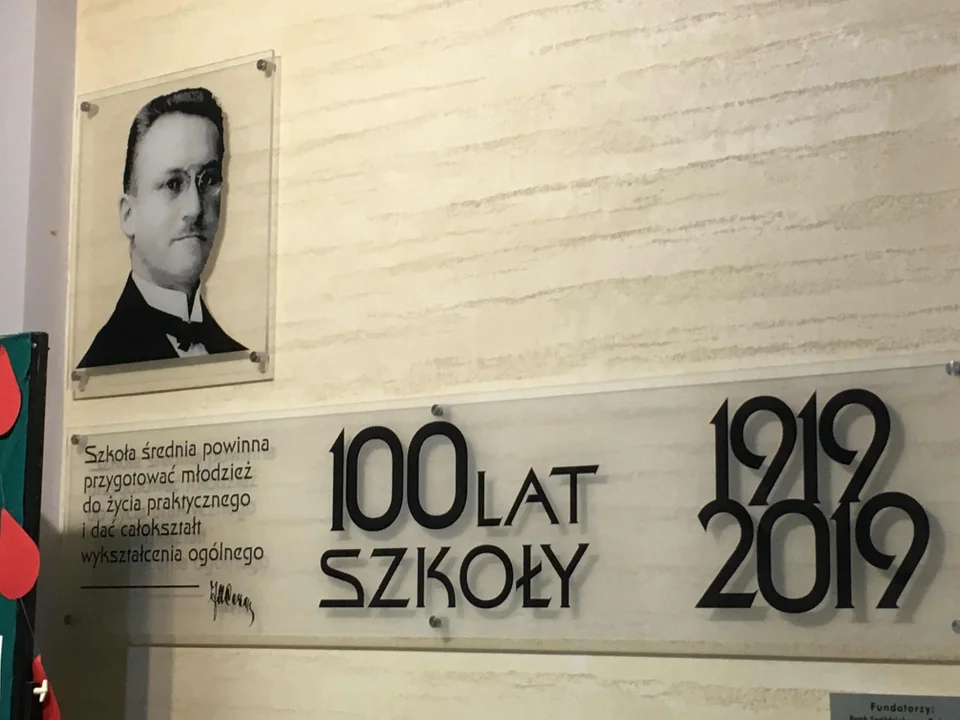 Szkoła średnia powinna
przygotować młodzież
do życia praktycznego
i dać całokształt
wykształcenia ogólnego
100 LAT
SZKOŁY
1919
2019
Fundatorzy: